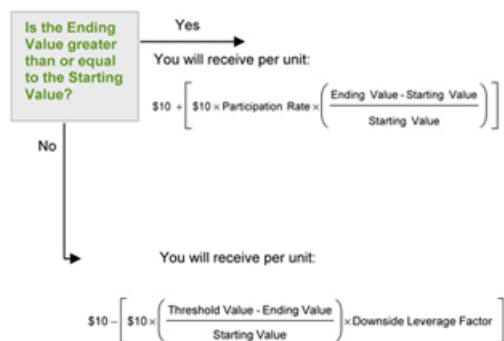 Is the Ending
Value greater
than or equal
to the Starting
Value?
Yes
You will receive per unit:
$10 + [ $10 × Participation Rate × ( Ending Value - Starting Value / Starting Value ) ]
No
You will receive per unit:
$10 − [ $10 × ( Threshold Value - Ending Value / Starting Value ) × Downside Leverage Factor ]